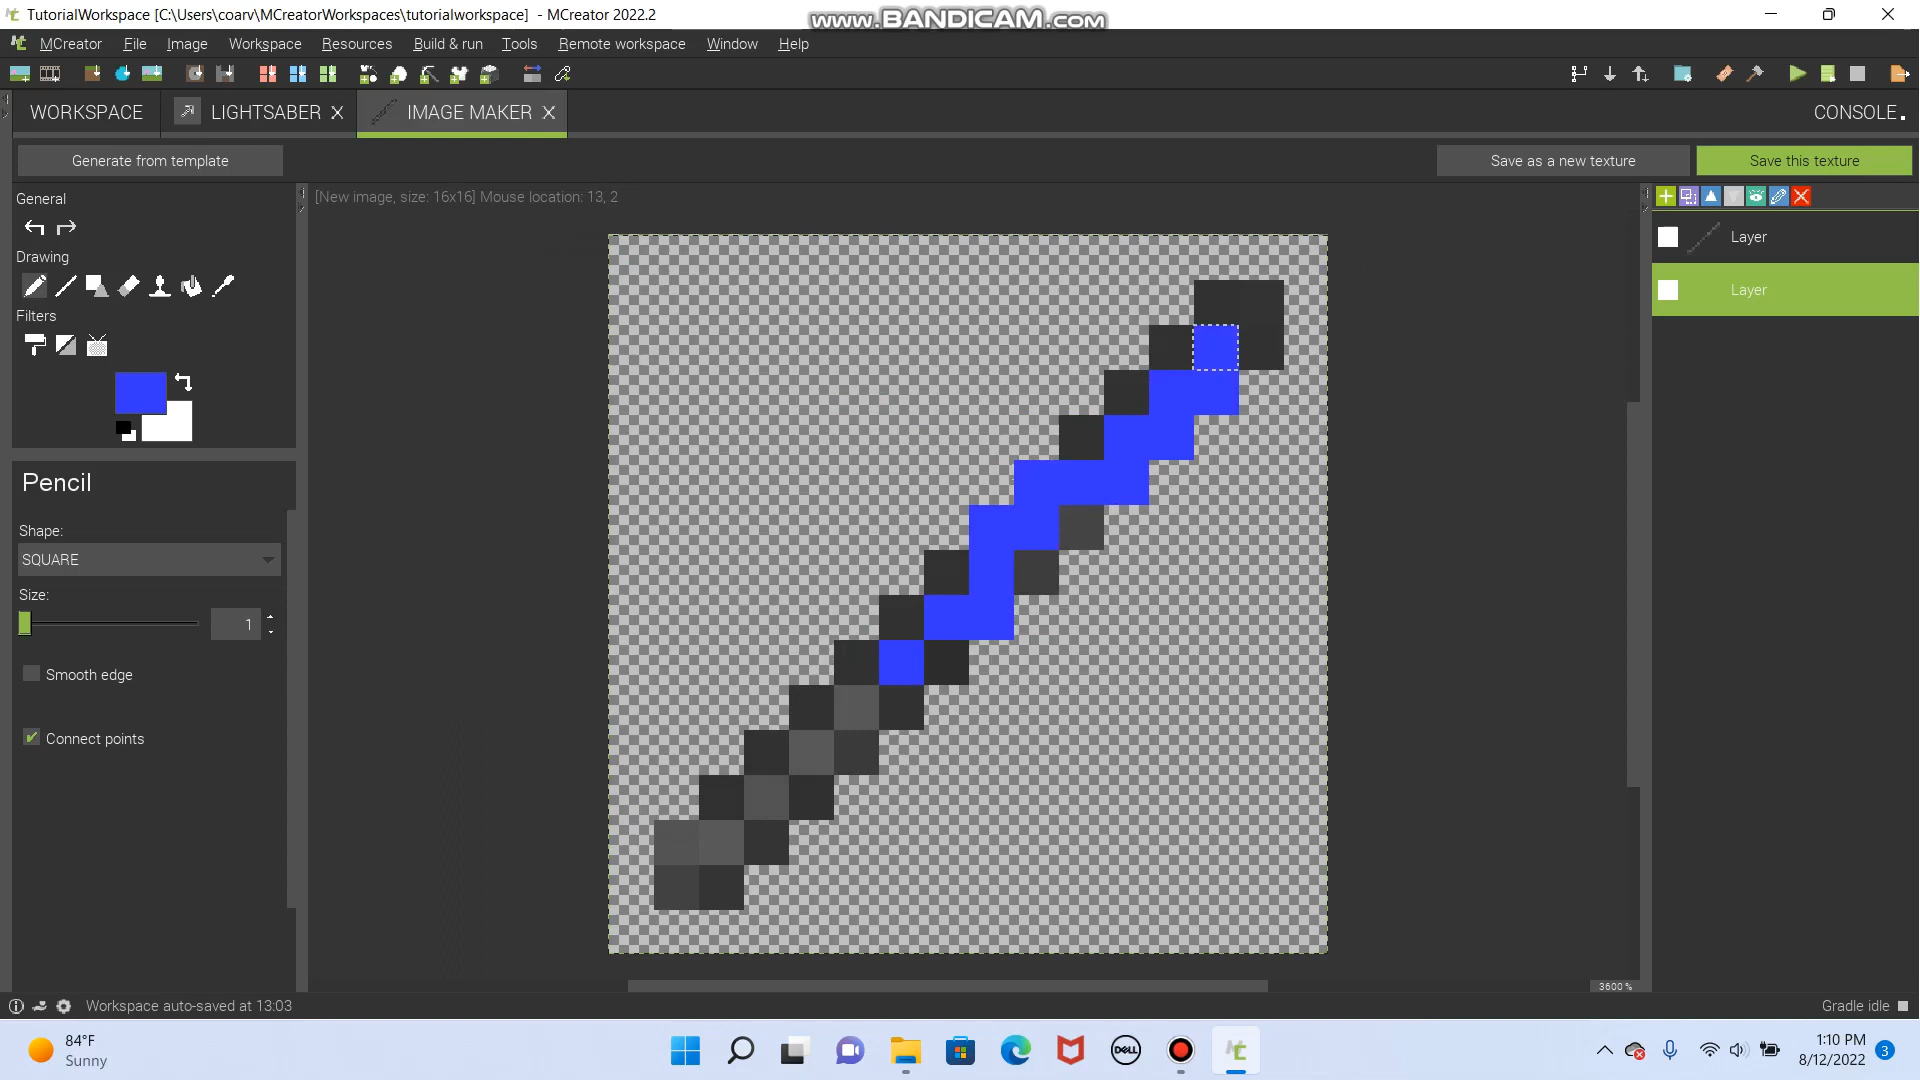 TutorialWorkspace [C:\Users\coarv\MCreatorWorkspaces\tutorialworkspace] - MCreator 2022.2
www.BANDICAM.com
MCreator File Image Workspace Resources Build & run Tools Remote workspace Window Help
WORKSPACE LIGHTSABER IMAGE MAKER CONSOLE
Generate from template Save as a new texture Save this texture
General
[New image, size: 16x16] Mouse location: 13, 2
Layer
Drawing
Layer
Filters
Pencil
Shape:
SQUARE
Size:
1
Smooth edge
Connect points
3600 %
Workspace auto-saved at 13:03 Gradle idle
84°F
Sunny
DELL
1:10 PM
8/12/2022
3